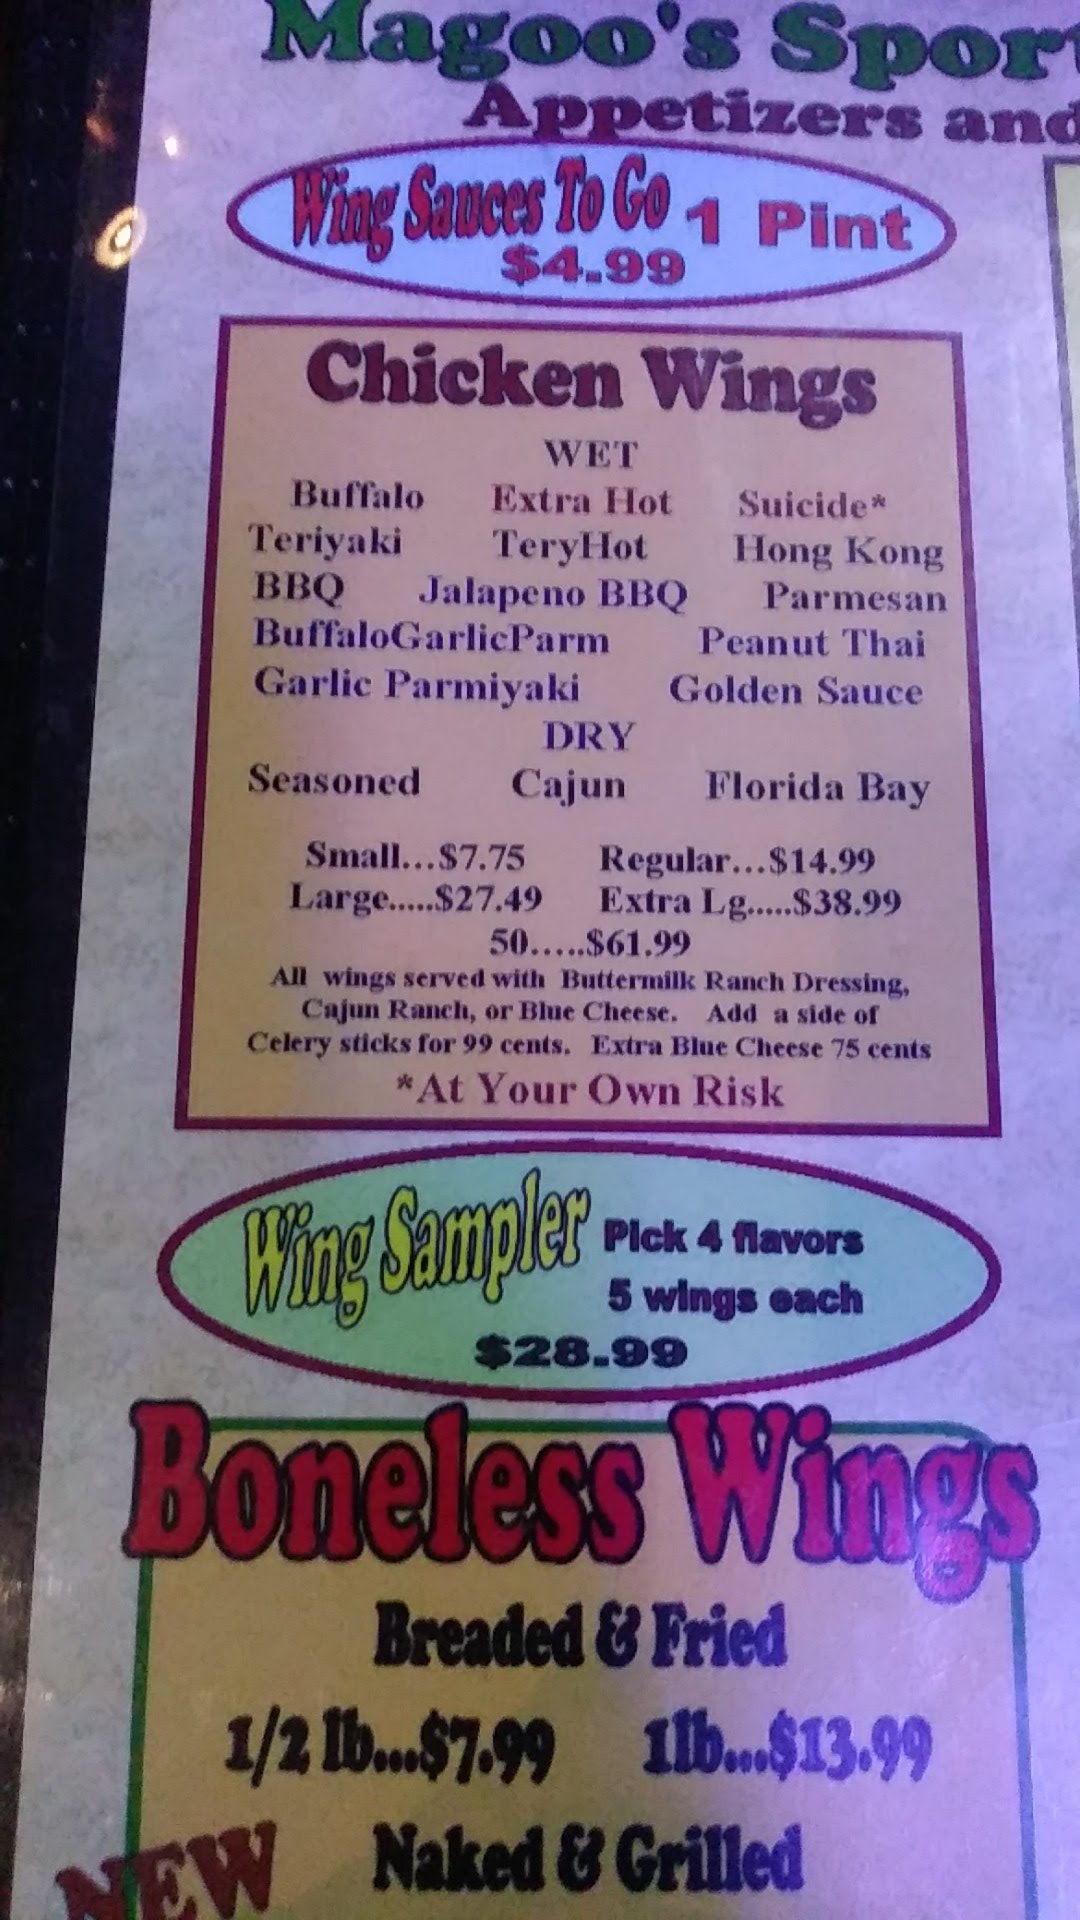 Magoo's Sport
Appetizers and
Wing Sauces To Go 1 Pint
$4.99
Chicken Wings
WET
Buffalo Extra Hot Suicide*
Teriyaki TeryHot Hong Kong
BBQ Jalapeno BBQ Parmesan
BuffaloGarlicParm Peanut Thai
Garlic Parmiyaki Golden Sauce
DRY
Seasoned Cajun Florida Bay
Small...$7.75 Regular...$14.99
Large.....$27.49 Extra Lg.....$38.99
50.....$61.99
All wings served with Buttermilk Ranch Dressing,
Cajun Ranch, or Blue Cheese. Add a side of
Celery sticks for 99 cents. Extra Blue Cheese 75 cents
*At Your Own Risk
Wing Sampler Pick 4 flavors
5 wings each
$28.99
Boneless Wings
Breaded & Fried
1/2 lb...$7.99 1lb...$13.99
NEW Naked & Grilled